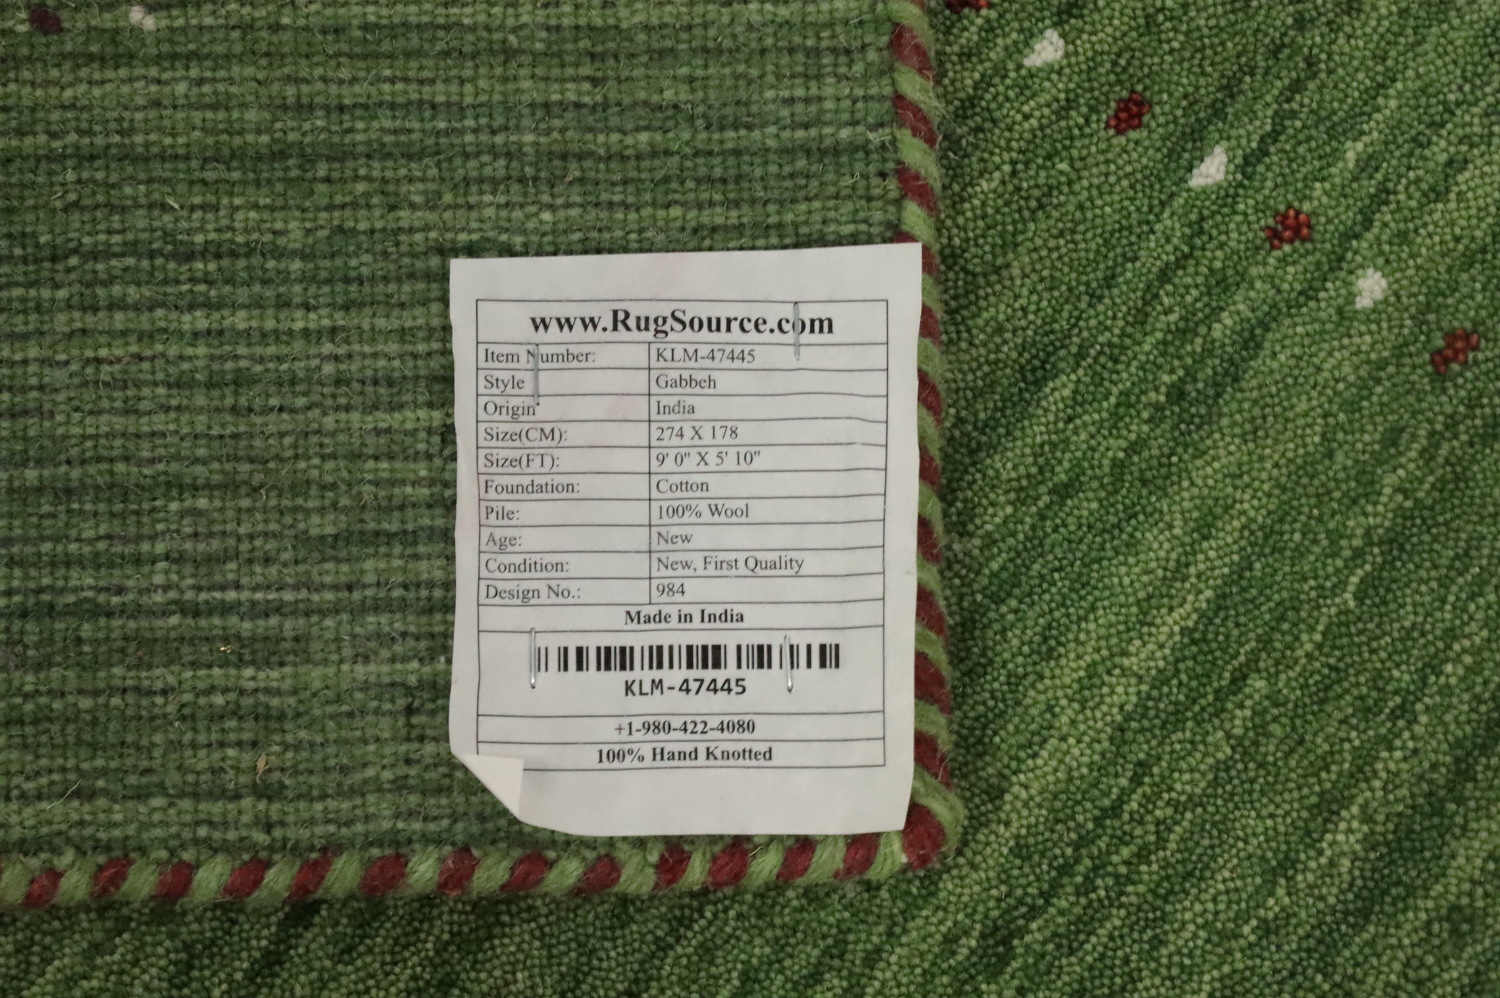 www.RugSource.com
Item Number: KLM-47445
Style Gabbeh
Origin India
Size(CM): 274 X 178
Size(FT): 9' 0" X 5' 10"
Foundation: Cotton
Pile: 100% Wool
Age: New
Condition: New, First Quality
Design No.: 984
Made in India
KLM-47445
+1-980-422-4080
100% Hand Knotted